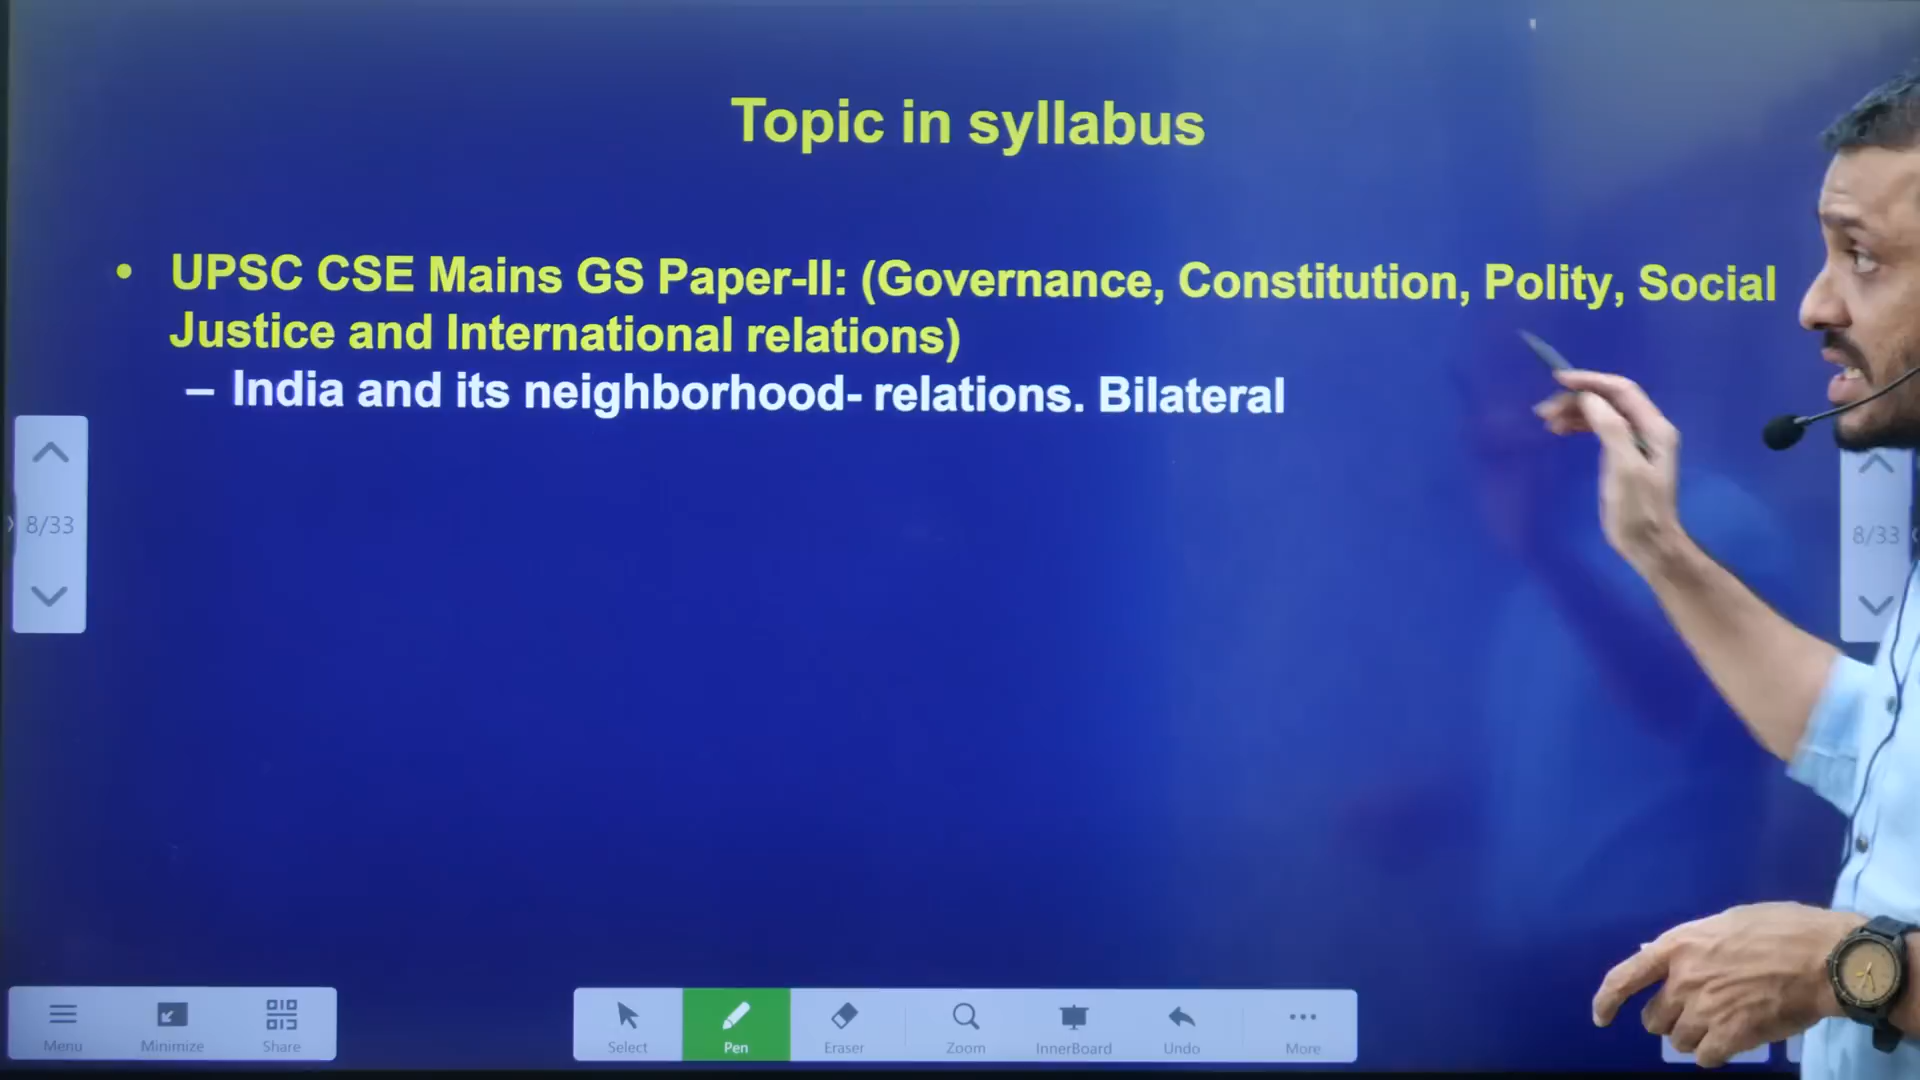 Topic in syllabus
• UPSC CSE Mains GS Paper-II: (Governance, Constitution, Polity, Social
Justice and International relations)
– India and its neighborhood- relations. Bilateral
8/33
8/33
Menu
Minimize
Share
Select
Pen
Eraser
Zoom
InnerBoard
Undo
More